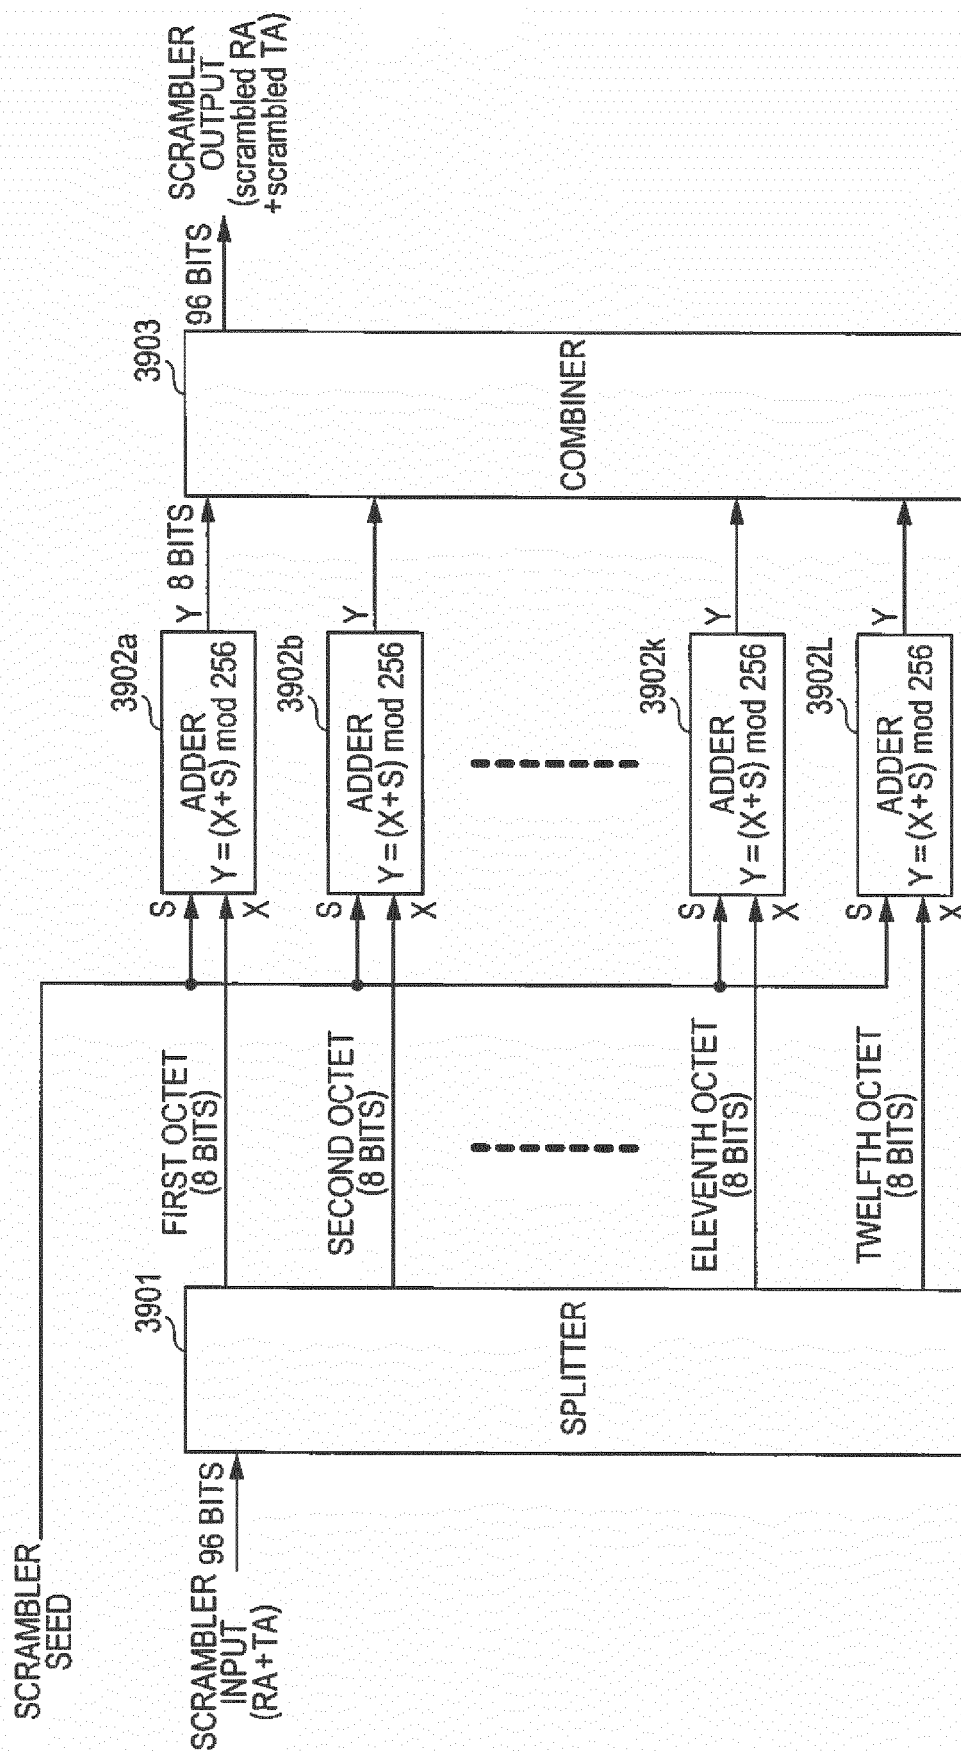 SCRAMBLER
SEED
SCRAMBLER
INPUT
(RA+TA)
96 BITS
3901
SPLITTER
FIRST OCTET
(8 BITS)
SECOND OCTET
(8 BITS)
ELEVENTH OCTET
(8 BITS)
TWELFTH OCTET
(8 BITS)
S
X
3902a
ADDER
Y=(X+S) mod 256
Y
8 BITS
S
X
3902b
ADDER
Y=(X+S) mod 256
Y
S
X
3902k
ADDER
Y=(X+S) mod 256
Y
S
X
3902L
ADDER
Y=(X+S) mod 256
Y
3903
COMBINER
96 BITS
SCRAMBLER
OUTPUT
(scrambled RA
+scrambled TA)